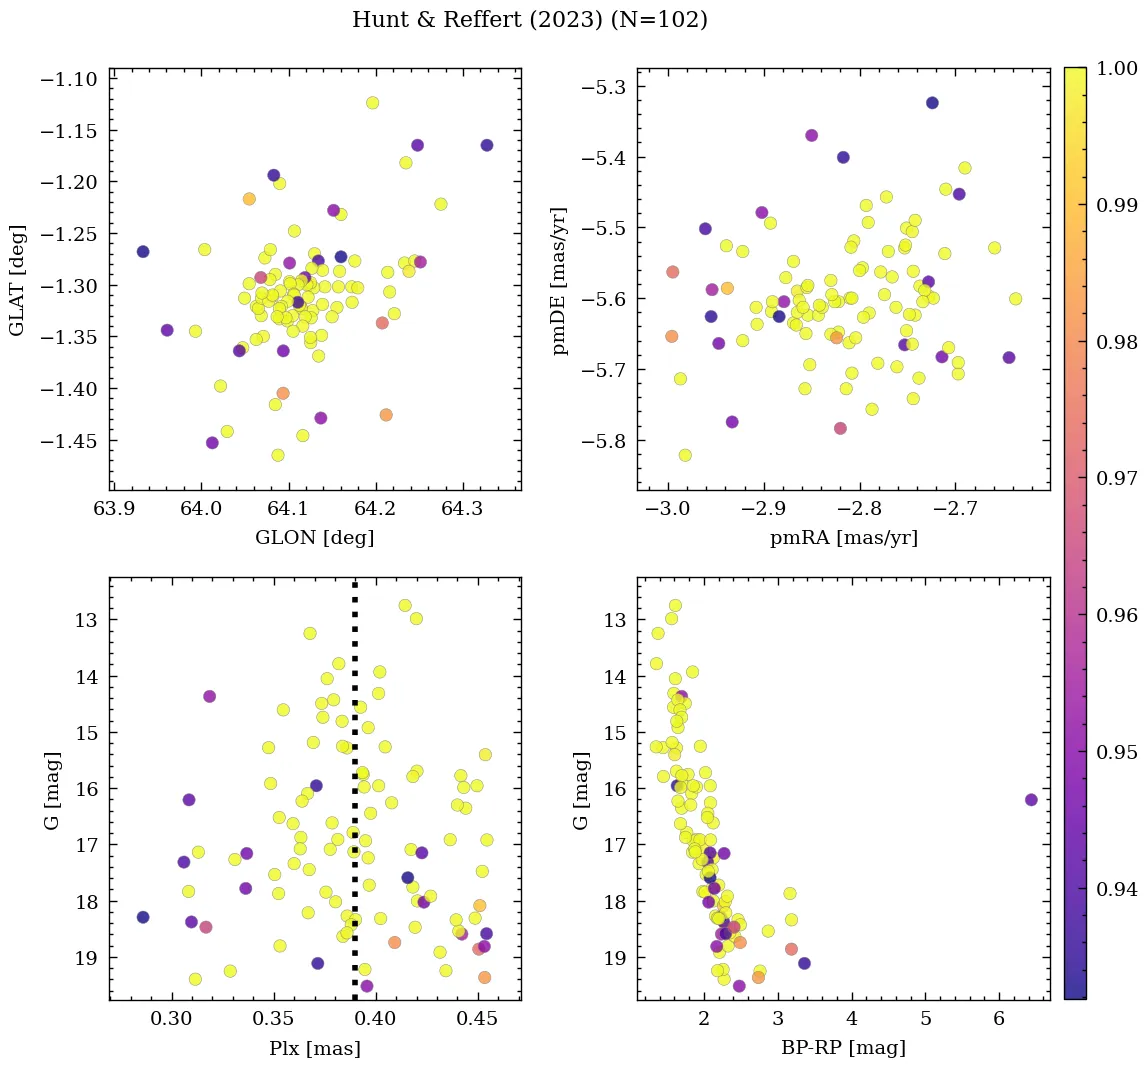 Hunt & Reffert (2023) (N=102)
−1.10
−1.15
−1.20
−1.25
−1.30
−1.35
−1.40
−1.45
GLAT [deg]
63.9 64.0 64.1 64.2 64.3
GLON [deg]
−5.3
−5.4
−5.5
−5.6
−5.7
−5.8
pmDE [mas/yr]
−3.0 −2.9 −2.8 −2.7
pmRA [mas/yr]
1.00
0.99
0.98
0.97
0.96
0.95
0.94
13
14
15
16
17
18
19
G [mag]
0.30 0.35 0.40 0.45
Plx [mas]
13
14
15
16
17
18
19
G [mag]
2 3 4 5 6
BP-RP [mag]